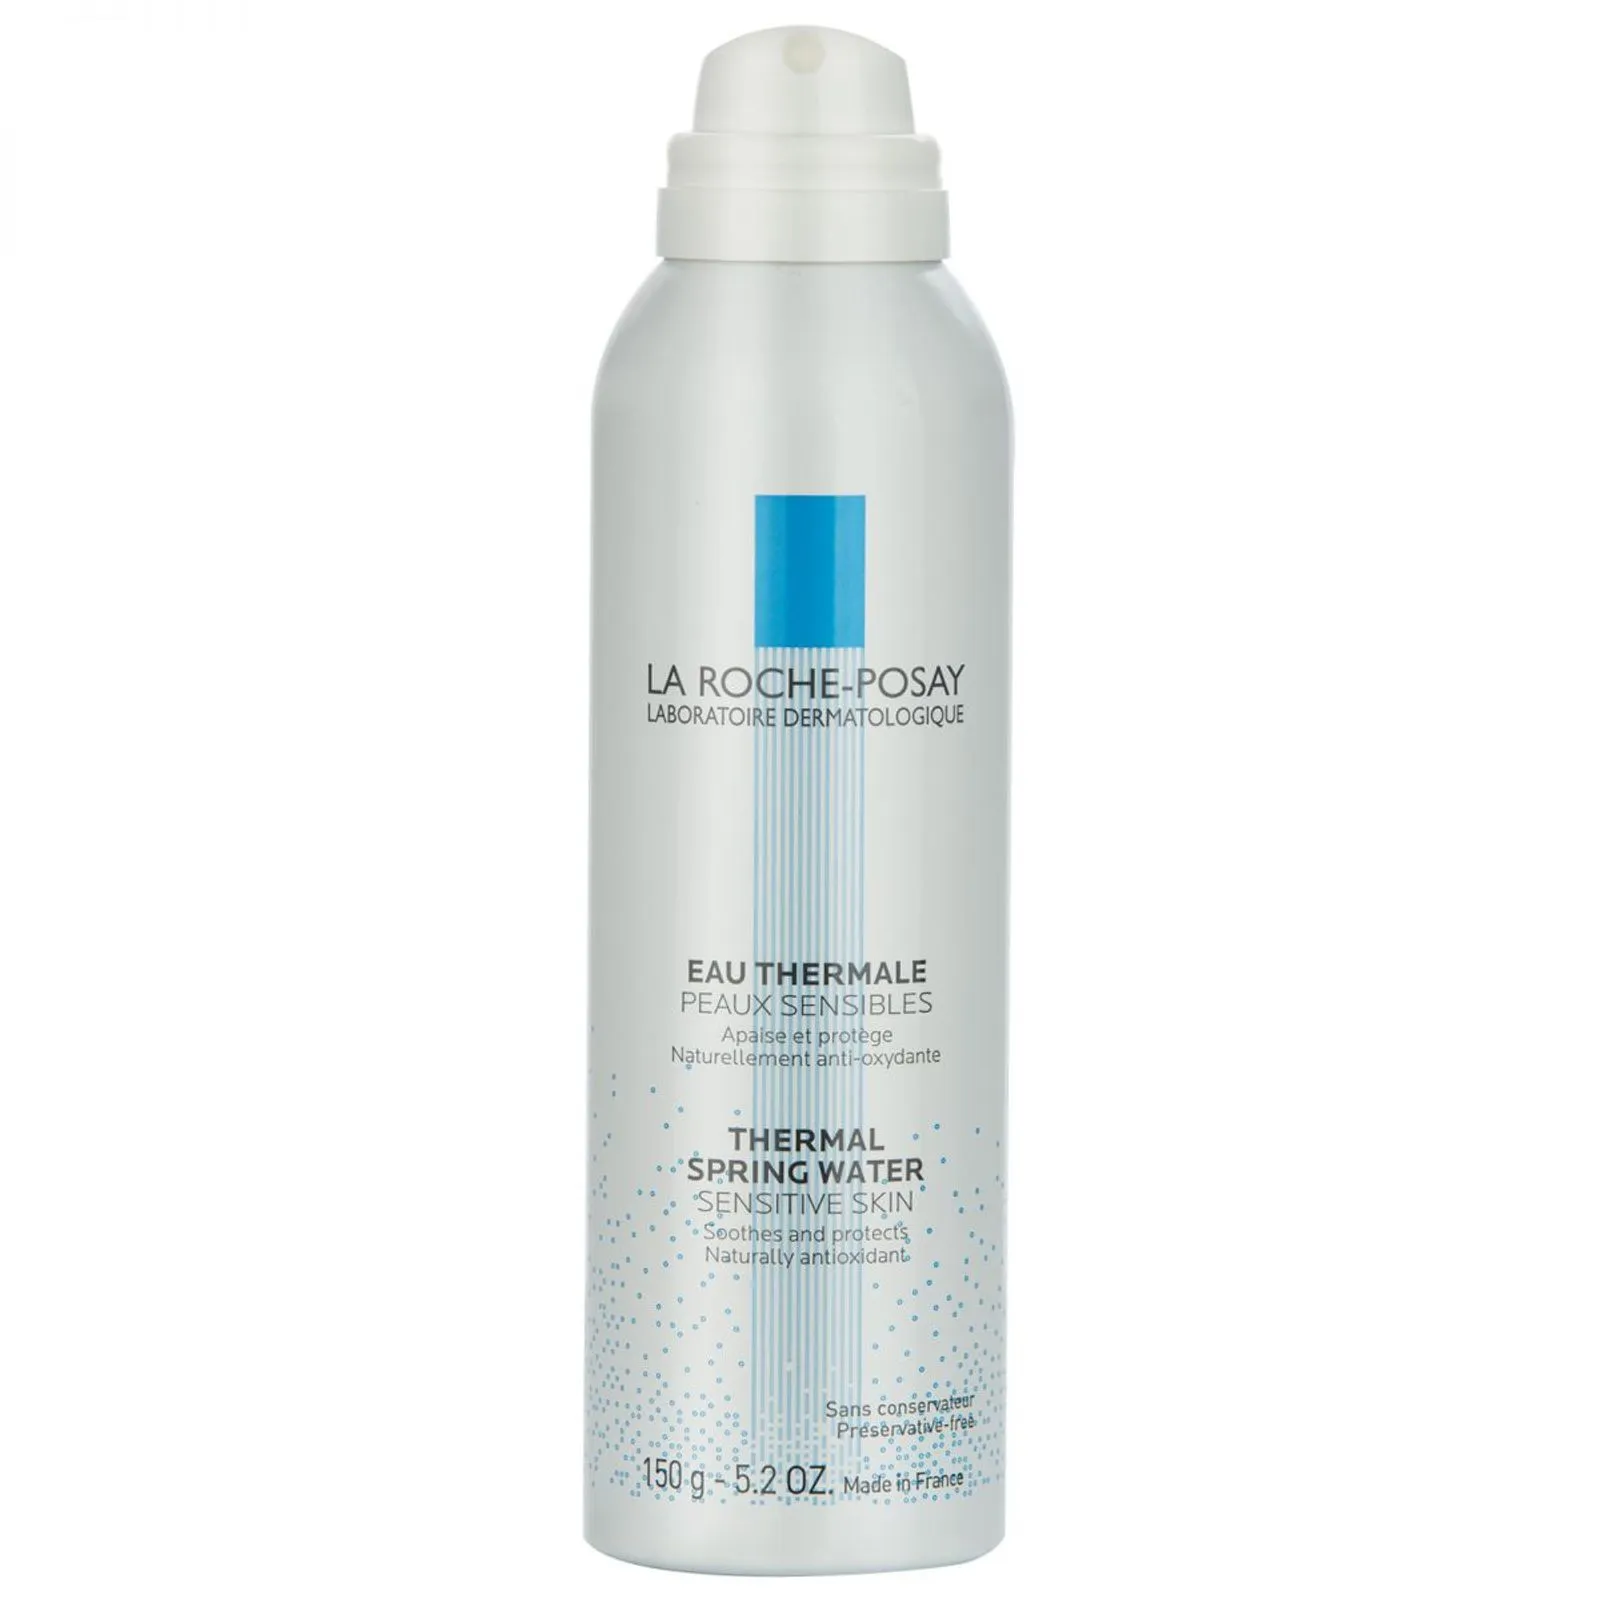 LA ROCHE-POSAY
LABORATOIRE DERMATOLOGIQUE
EAU THERMALE
PEAUX SENSIBLES
Apaise et protège
Naturellement anti-oxydante
THERMAL
SPRING WATER
SENSITIVE SKIN
Soothes and protects
Naturally antioxidant
Sans conservateur
Preservative-free
150 g - 5.2 OZ. Made in France